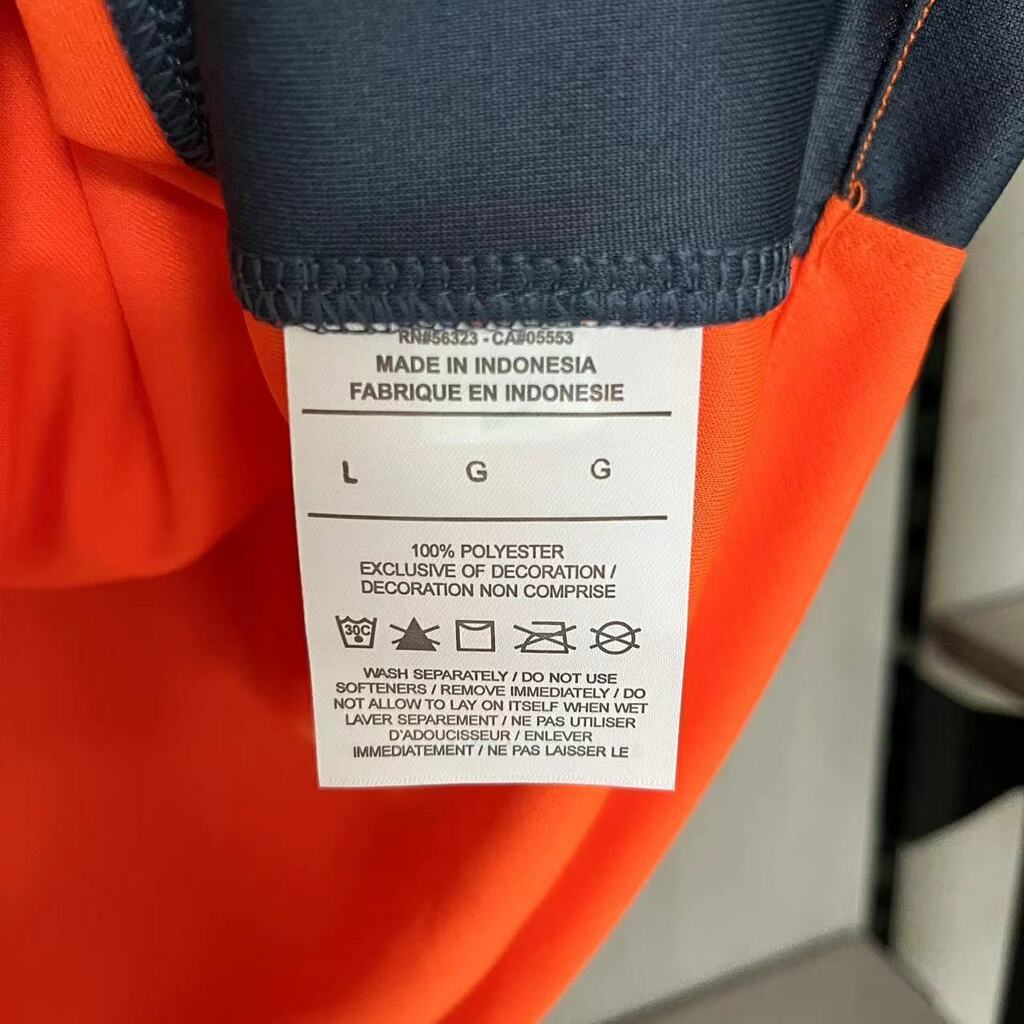 RN#56323 - CA#05553
MADE IN INDONESIA
FABRIQUE EN INDONESIE
L G G
100% POLYESTER
EXCLUSIVE OF DECORATION /
DECORATION NON COMPRISE
30C
WASH SEPARATELY / DO NOT USE
SOFTENERS / REMOVE IMMEDIATELY / DO
NOT ALLOW TO LAY ON ITSELF WHEN WET
LAVER SEPAREMENT / NE PAS UTILISER
D'ADOUCISSEUR / ENLEVER
IMMEDIATEMENT / NE PAS LAISSER LE